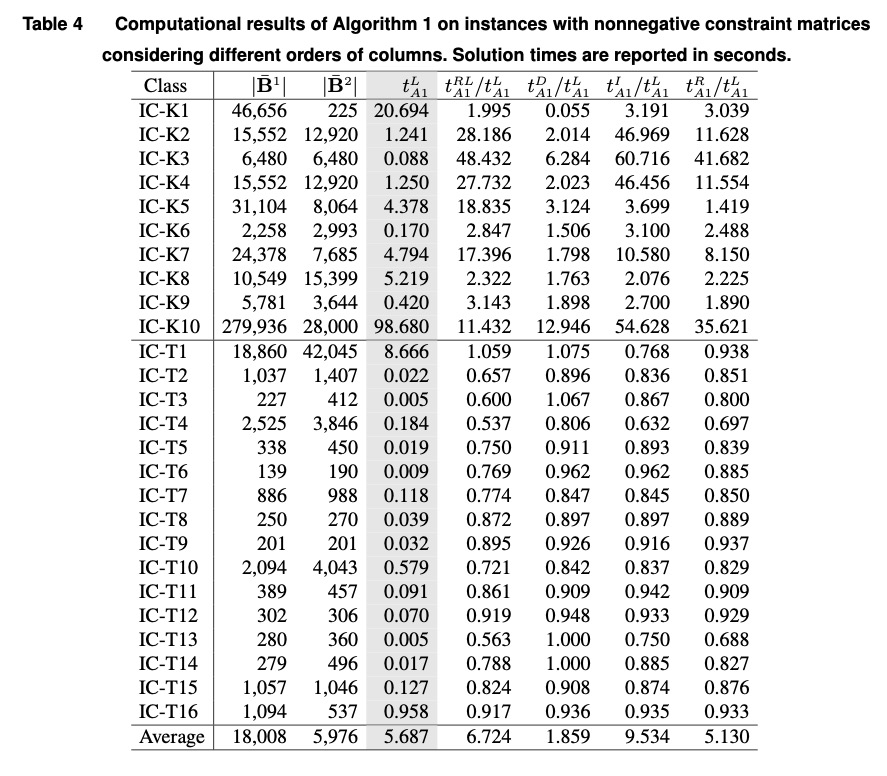 Table 4 Computational results of Algorithm 1 on instances with nonnegative constraint matrices
considering different orders of columns. Solution times are reported in seconds.
Class |B̄¹| |B̄²| t^L_{A1} t^{RL}_{A1}/t^L_{A1} t^D_{A1}/t^L_{A1} t^I_{A1}/t^L_{A1} t^R_{A1}/t^L_{A1}
IC-K1 46,656 225 20.694 1.995 0.055 3.191 3.039
IC-K2 15,552 12,920 1.241 28.186 2.014 46.969 11.628
IC-K3 6,480 6,480 0.088 48.432 6.284 60.716 41.682
IC-K4 15,552 12,920 1.250 27.732 2.023 46.456 11.554
IC-K5 31,104 8,064 4.378 18.835 3.124 3.699 1.419
IC-K6 2,258 2,993 0.170 2.847 1.506 3.100 2.488
IC-K7 24,378 7,685 4.794 17.396 1.798 10.580 8.150
IC-K8 10,549 15,399 5.219 2.322 1.763 2.076 2.225
IC-K9 5,781 3,644 0.420 3.143 1.898 2.700 1.890
IC-K10 279,936 28,000 98.680 11.432 12.946 54.628 35.621
IC-T1 18,860 42,045 8.666 1.059 1.075 0.768 0.938
IC-T2 1,037 1,407 0.022 0.657 0.896 0.836 0.851
IC-T3 227 412 0.005 0.600 1.067 0.867 0.800
IC-T4 2,525 3,846 0.184 0.537 0.806 0.632 0.697
IC-T5 338 450 0.019 0.750 0.911 0.893 0.839
IC-T6 139 190 0.009 0.769 0.962 0.962 0.885
IC-T7 886 988 0.118 0.774 0.847 0.845 0.850
IC-T8 250 270 0.039 0.872 0.897 0.897 0.889
IC-T9 201 201 0.032 0.895 0.926 0.916 0.937
IC-T10 2,094 4,043 0.579 0.721 0.842 0.837 0.829
IC-T11 389 457 0.091 0.861 0.909 0.942 0.909
IC-T12 302 306 0.070 0.919 0.948 0.933 0.929
IC-T13 280 360 0.005 0.563 1.000 0.750 0.688
IC-T14 279 496 0.017 0.788 1.000 0.885 0.827
IC-T15 1,057 1,046 0.127 0.824 0.908 0.874 0.876
IC-T16 1,094 537 0.958 0.917 0.936 0.935 0.933
Average 18,008 5,976 5.687 6.724 1.859 9.534 5.130